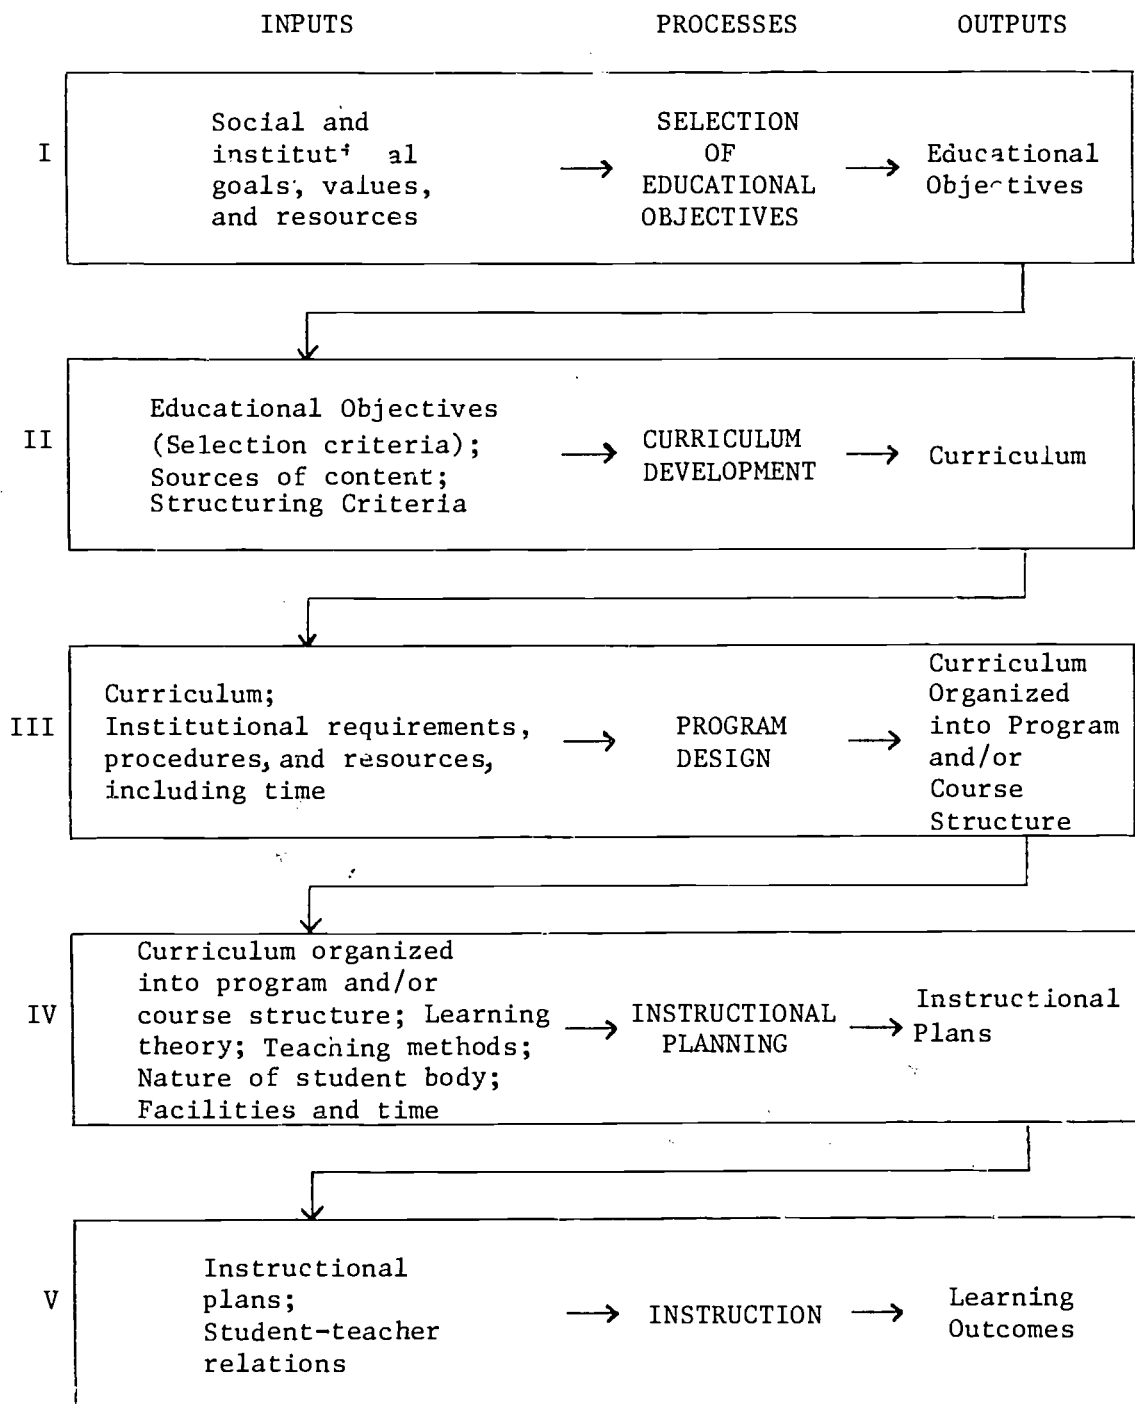 INPUTS PROCESSES OUTPUTS
I
Social and
al
goals, values,
and resources
SELECTION
OF
EDUCATIONAL
OBJECTIVES
Educational
Objectives
II
Educational Objectives
(Selection criteria);
Sources of content;
Structuring Criteria
CURRICULUM
DEVELOPMENT
Curriculum
III
Curriculum;
Institutional requirements,
procedures, and resources,
including time
PROGRAM
DESIGN
Curriculum
Organized
into Program
and/or
Course
Structure
IV
Curriculum organized
into program and/or
course structure; Learning
theory; Teaching methods;
Nature of student body;
Facilities and time
INSTRUCTIONAL
PLANNING
Instructional
Plans
V
Instructional
plans;
Student-teacher
relations
INSTRUCTION
Learning
Outcomes